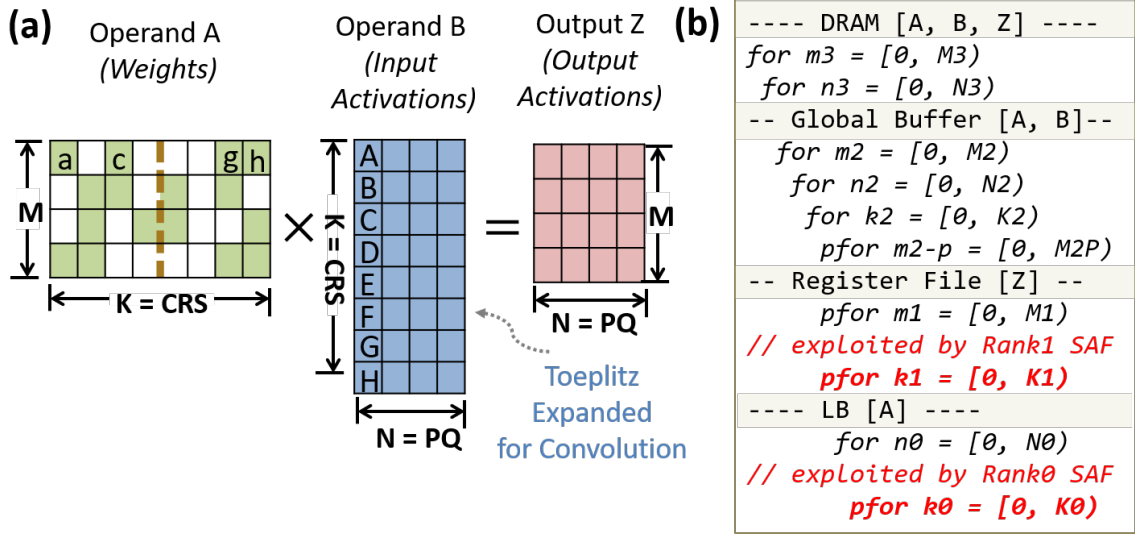 (a)
Operand A
(Weights)
Operand B
(Input
Activations)
Output Z
(Output
Activations)
a
c
g
h
M
K = CRS
×
A
B
C
D
E
F
G
H
K = CRS
N = PQ
=
M
N = PQ
Toeplitz
Expanded
for Convolution
(b)
---- DRAM [A, B, Z] ----
for m3 = [0, M3)
for n3 = [0, N3)
-- Global Buffer [A, B]--
for m2 = [0, M2)
for n2 = [0, N2)
for k2 = [0, K2)
pfor m2-p = [0, M2P)
-- Register File [Z] --
pfor m1 = [0, M1)
// exploited by Rank1 SAF
pfor k1 = [0, K1)
---- LB [A] ----
for n0 = [0, N0)
// exploited by Rank0 SAF
pfor k0 = [0, K0)